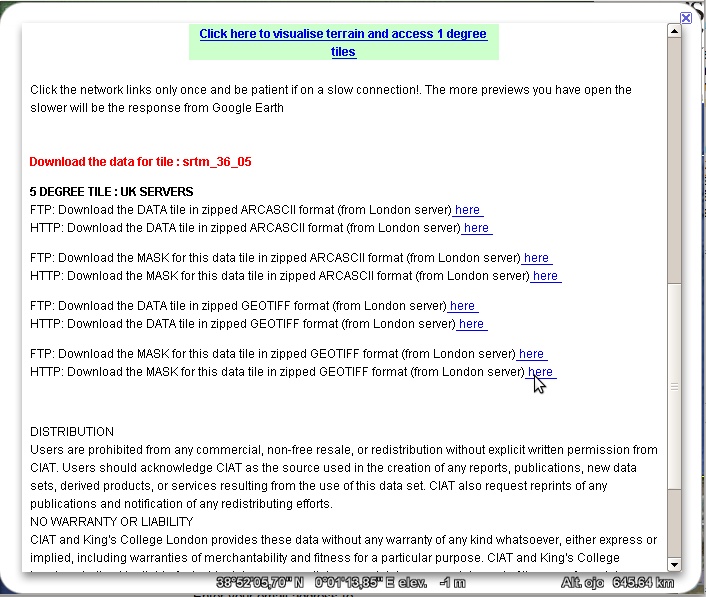 Click here to visualise terrain and access 1 degree
tiles
Click the network links only once and be patient if on a slow connection!. The more previews you have open the
slower will be the response from Google Earth
Download the data for tile : srtm_36_05
5 DEGREE TILE : UK SERVERS
FTP: Download the DATA tile in zipped ARCASCII format (from London server) here
HTTP: Download the DATA tile in zipped ARCASCII format (from London server) here
FTP: Download the MASK for this data tile in zipped ARCASCII format (from London server) here
HTTP: Download the MASK for this data tile in zipped ARCASCII format (from London server) here
FTP: Download the DATA tile in zipped GEOTIFF format (from London server) here
HTTP: Download the DATA tile in zipped GEOTIFF format (from London server) here
FTP: Download the MASK for this data tile in zipped GEOTIFF format (from London server) here
HTTP: Download the MASK for this data tile in zipped GEOTIFF format (from London server) here
DISTRIBUTION
Users are prohibited from any commercial, non-free resale, or redistribution without explicit written permission from
CIAT. Users should acknowledge CIAT as the source used in the creation of any reports, publications, new data
sets, derived products, or services resulting from the use of this data set. CIAT also request reprints of any
publications and notification of any redistributing efforts.
NO WARRANTY OR LIABILITY
CIAT and King's College London provides these data without any warranty of any kind whatsoever, either express or
implied, including warranties of merchantability and fitness for a particular purpose. CIAT and King's College
38°52'05,70" N 0°01'13,85" E elev. -1 m Alt. ojo 645.64 km